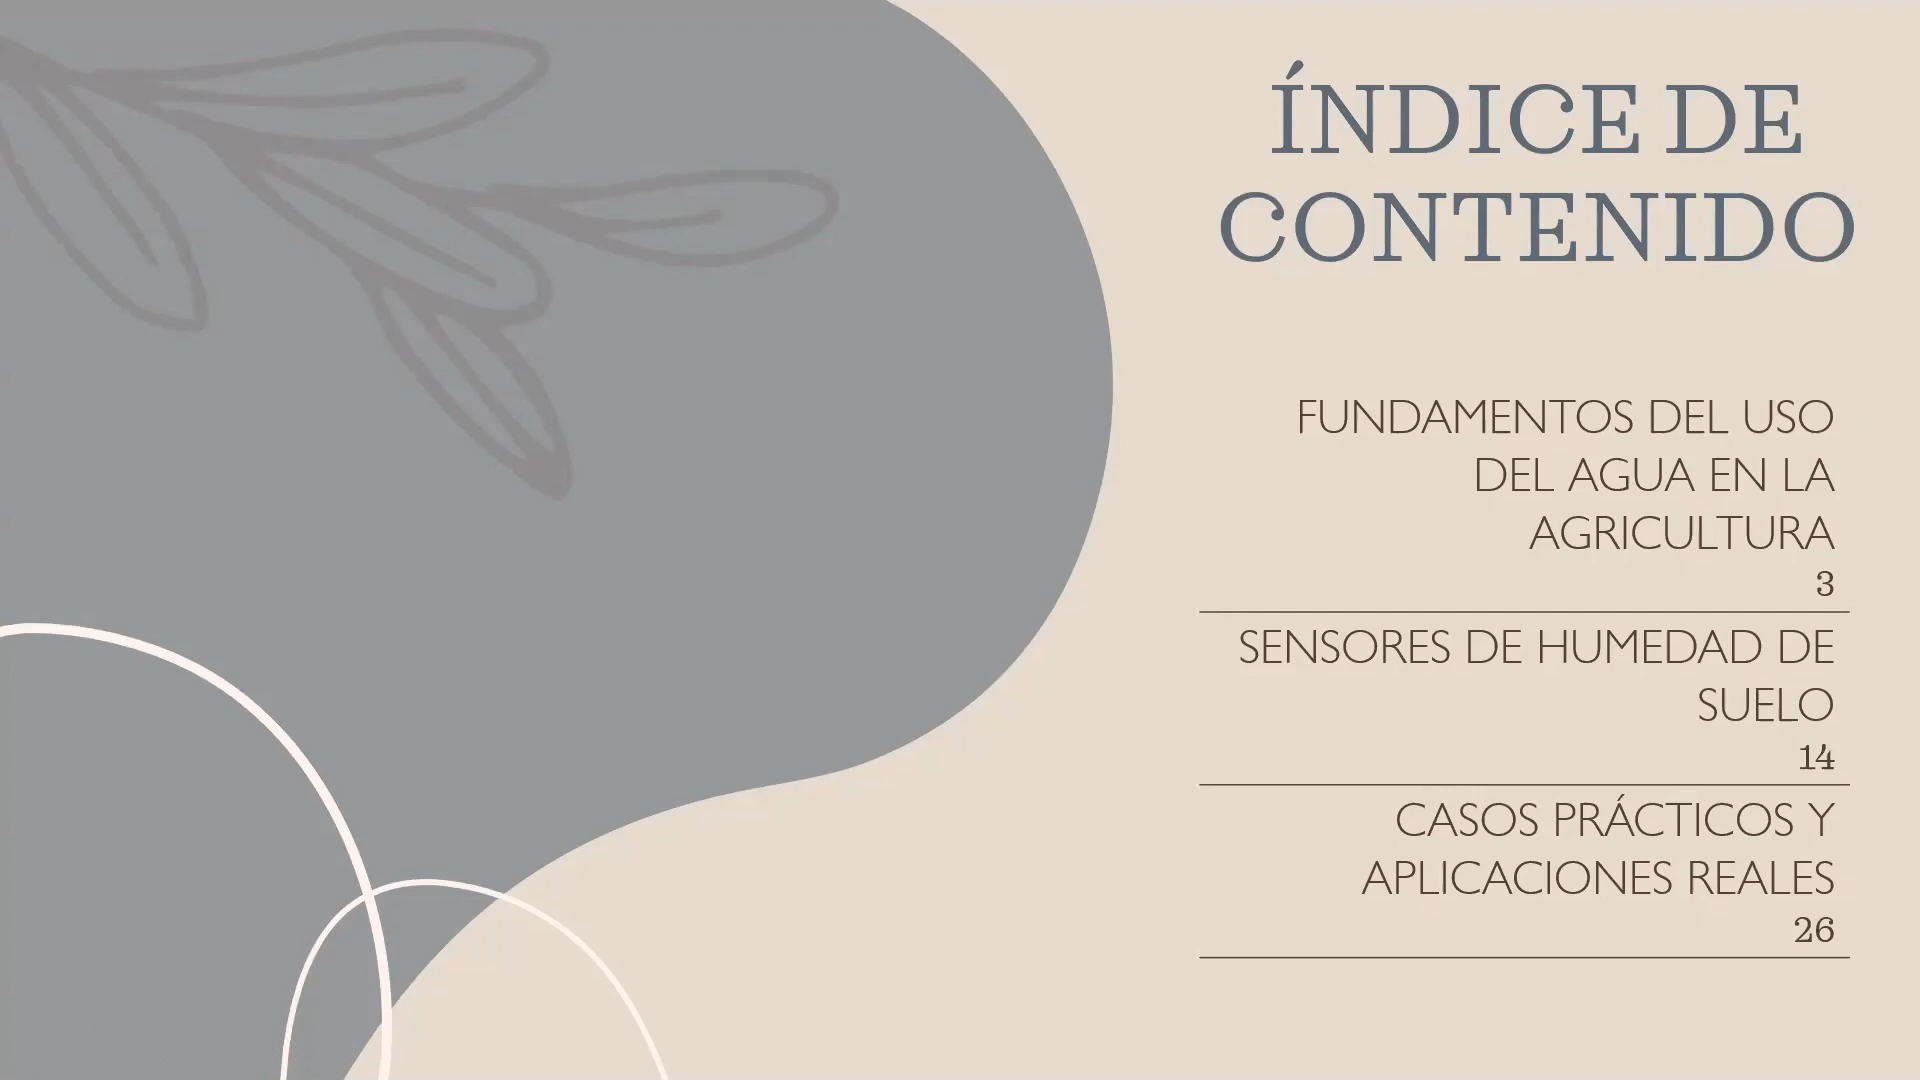 ÍNDICE DE
CONTENIDO
FUNDAMENTOS DEL USO
DEL AGUA EN LA
AGRICULTURA
3
SENSORES DE HUMEDAD DE
SUELO
14
CASOS PRÁCTICOS Y
APLICACIONES REALES
26